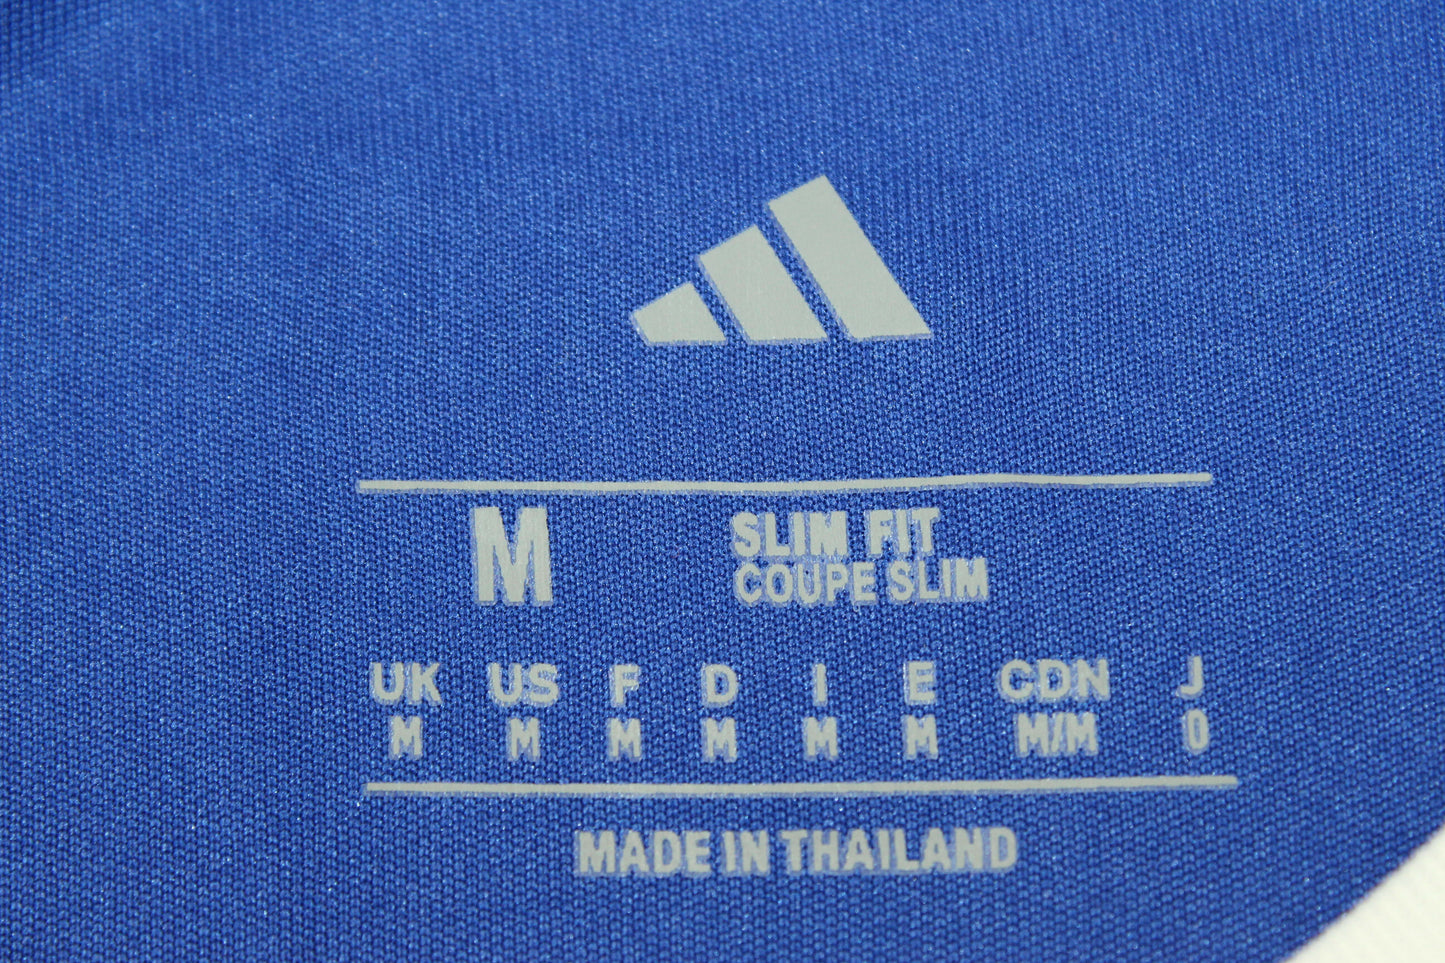 M SLIM FIT
COUPE SLIM
UK US F D I E CDN J
M M M M M M M/M O
MADE IN THAILAND